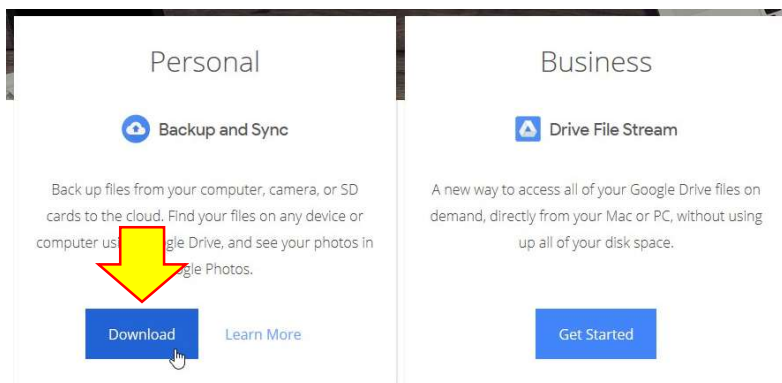 Personal
Backup and Sync
Back up files from your computer, camera, or SD
cards to the cloud. Find your files on any device or
computer gle Drive, and see your photos in
Photos.
Download
Learn More
Business
Drive File Stream
A new way to access all of your Google Drive files on
demand, directly from your Mac or PC, without using
up all of your disk space.
Get Started